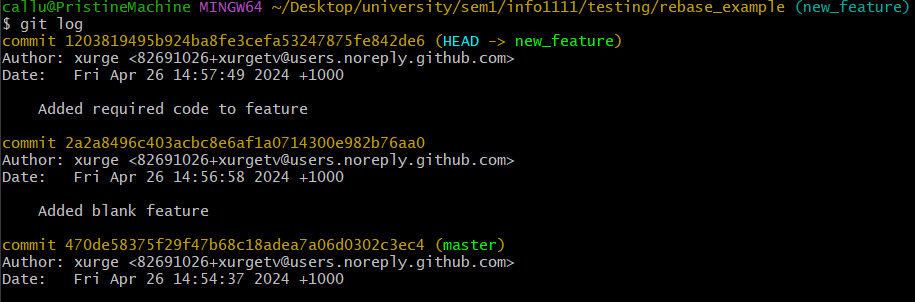 callu@PristineMachine MINGW64 ~/Desktop/university/sem1/info1111/testing/rebase_example (new_feature)
$ git log
commit 1203819495b924ba8fe3cefa53247875fe842de6 (HEAD -> new_feature)
Author: xurge <82691026+xurgetv@users.noreply.github.com>
Date:   Fri Apr 26 14:57:49 2024 +1000
    Added required code to feature
commit 2a2a8496c403acbc8e6af1a0714300e982b76aa0
Author: xurge <82691026+xurgetv@users.noreply.github.com>
Date:   Fri Apr 26 14:56:58 2024 +1000
    Added blank feature
commit 470de58375f29f47b68c18adea7a06d0302c3ec4 (master)
Author: xurge <82691026+xurgetv@users.noreply.github.com>
Date:   Fri Apr 26 14:54:37 2024 +1000